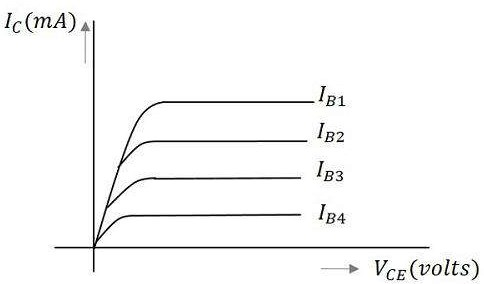 I_C(mA)
I_B1
I_B2
I_B3
I_B4
V_CE(volts)